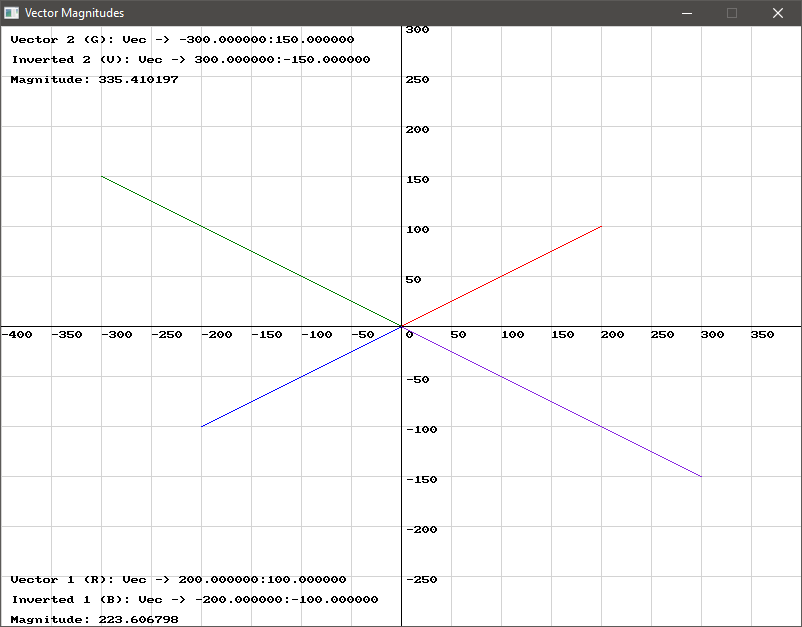 Vector Magnitudes
Vector 2 (G): Vec -> -300.000000:150.000000
Inverted 2 (V): Vec -> 300.000000:-150.000000
Magnitude: 335.410197
300
250
200
150
100
50
-400 -350 -300 -250 -200 -150 -100 -50 0 50 100 150 200 250 300 350
-50
-100
-150
-200
-250
Vector 1 (R): Vec -> 200.000000:100.000000
Inverted 1 (B): Vec -> -200.000000:-100.000000
Magnitude: 223.606798